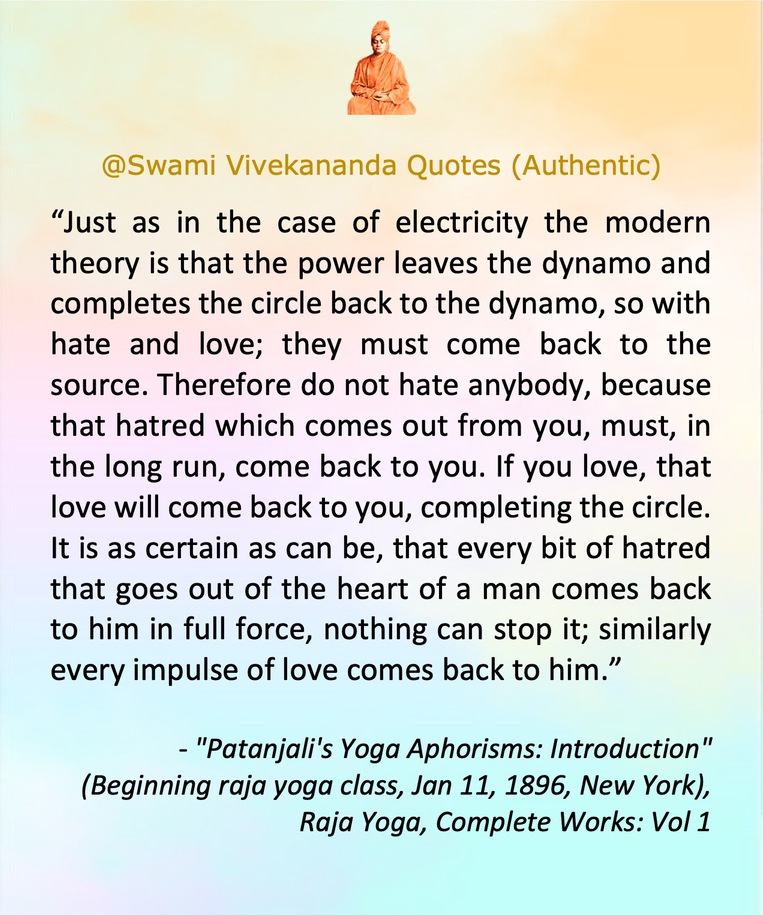 @Swami Vivekananda Quotes (Authentic)
“Just as in the case of electricity the modern
theory is that the power leaves the dynamo and
completes the circle back to the dynamo, so with
hate and love; they must come back to the
source. Therefore do not hate anybody, because
that hatred which comes out from you, must, in
the long run, come back to you. If you love, that
love will come back to you, completing the circle.
It is as certain as can be, that every bit of hatred
that goes out of the heart of a man comes back
to him in full force, nothing can stop it; similarly
every impulse of love comes back to him.”
- "Patanjali's Yoga Aphorisms: Introduction"
(Beginning raja yoga class, Jan 11, 1896, New York),
Raja Yoga, Complete Works: Vol 1